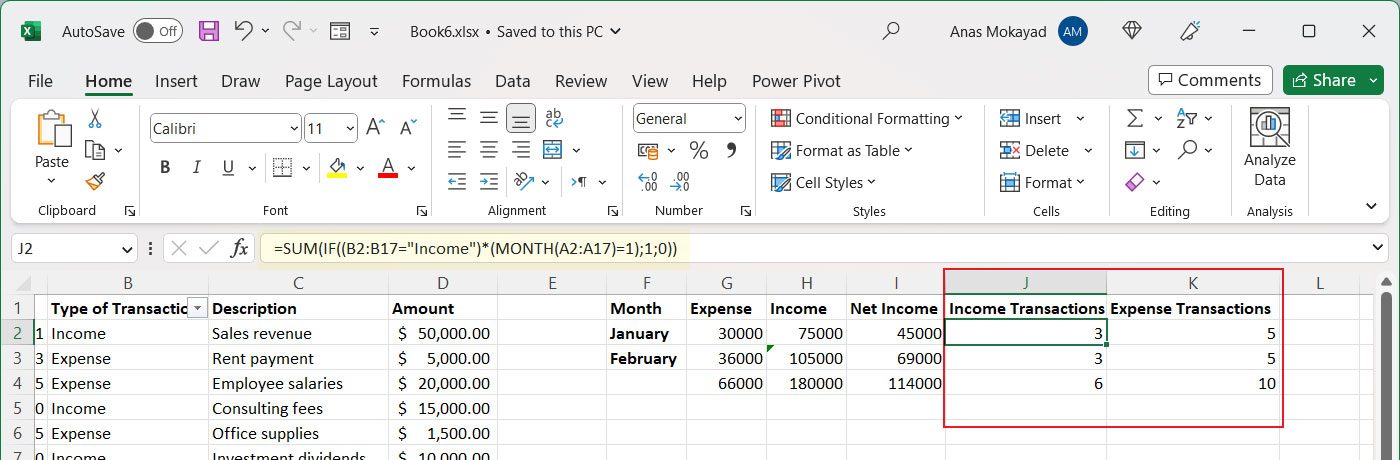 AutoSave Off Book6.xlsx • Saved to this PC Anas Mokayad AM
File Home Insert Draw Page Layout Formulas Data Review View Help Power Pivot Comments Share
Paste Calibri 11 A A ab c General % 9 Conditional Formatting Insert Σ A Z
B I U A Format as Table Delete Analyze Data
¶ ←0 .00 .00 →0 Cell Styles Format
Clipboard Font Alignment Number Styles Cells Editing Analysis
J2 fx =SUM(IF((B2:B17="Income")*(MONTH(A2:A17)=1);1;0))
B C D E F G H I J K L
1 Type of Transactio Description Amount Month Expense Income Net Income Income Transactions Expense Transactions
2 1 Income Sales revenue $ 50,000.00 January 30000 75000 45000 3 5
3 3 Expense Rent payment $ 5,000.00 February 36000 105000 69000 3 5
4 5 Expense Employee salaries $ 20,000.00 66000 180000 114000 6 10
5 0 Income Consulting fees $ 15,000.00
6 5 Expense Office supplies $ 1,500.00
7 0 Income Investment dividends $ 10,000.00